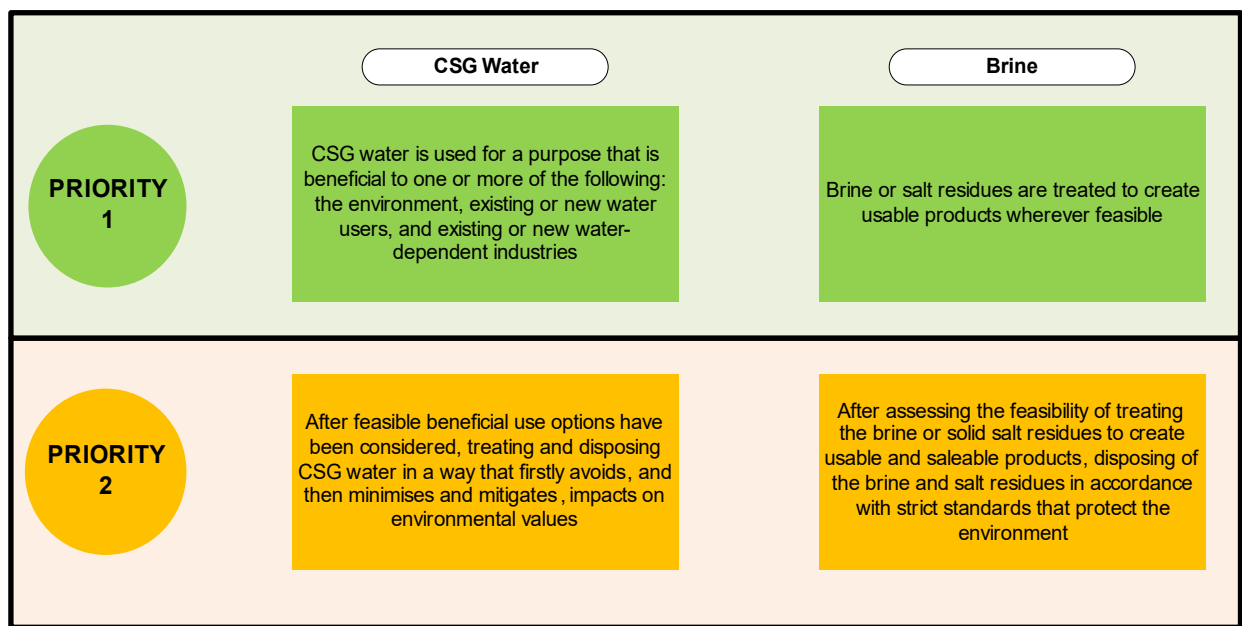 CSG Water
Brine
PRIORITY
1
CSG water is used for a purpose that is
beneficial to one or more of the following:
the environment, existing or new water
users, and existing or new water-
dependent industries
Brine or salt residues are treated to create
usable products wherever feasible
PRIORITY
2
After feasible beneficial use options have
been considered, treating and disposing
CSG water in a way that firstly avoids, and
then minimises and mitigates, impacts on
environmental values
After assessing the feasibility of treating
the brine or solid salt residues to create
usable and saleable products, disposing of
the brine and salt residues in accordance
with strict standards that protect the
environment